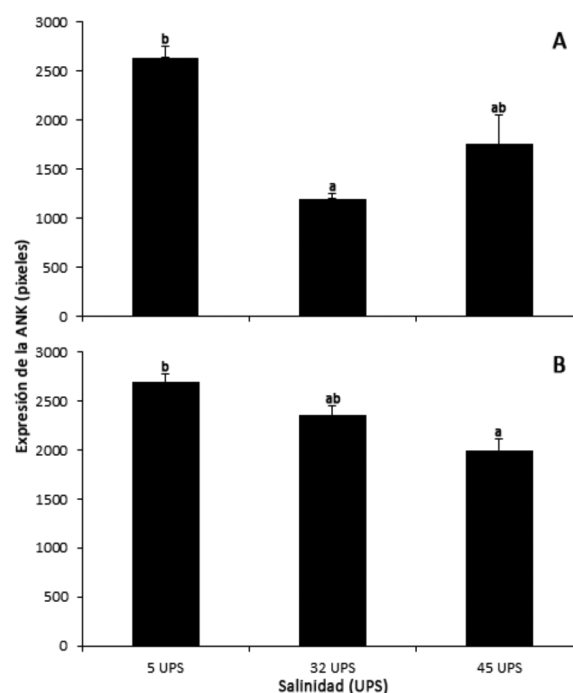 Expresión de la ANK (pixeles)
A
3000
2500
2000
1500
1000
500
0
b
a
ab
B
3000
2500
2000
1500
1000
500
0
b
ab
a
5 UPS 32 UPS 45 UPS
Salinidad (UPS)